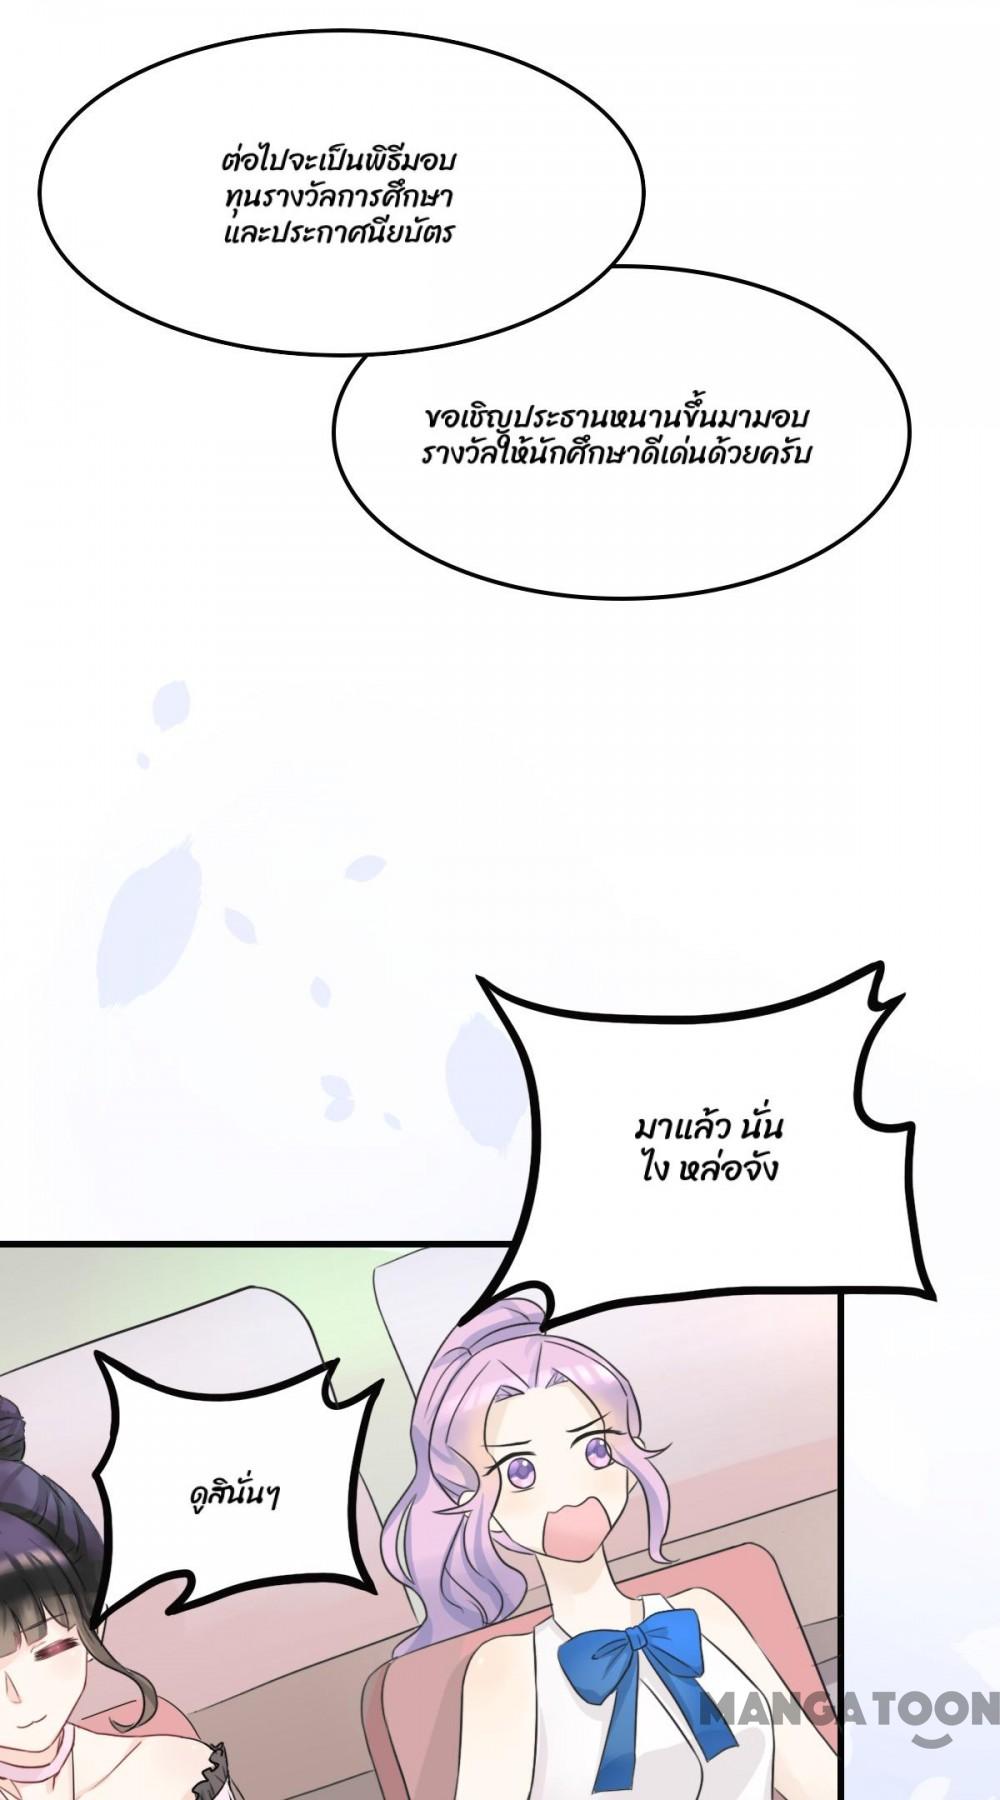 ต่อไปจะเป็นพิธีมอบ
ทุนรางวัลการศึกษา
และประกาศนียบัตร
ขอเชิญประธานหนานขึ้นมามอบ
รางวัลให้นักศึกษาดีเด่นด้วยครับ
มาแล้ว นั่น
ไง หล่อจัง
ดูสินั่นๆ
MANGATOON